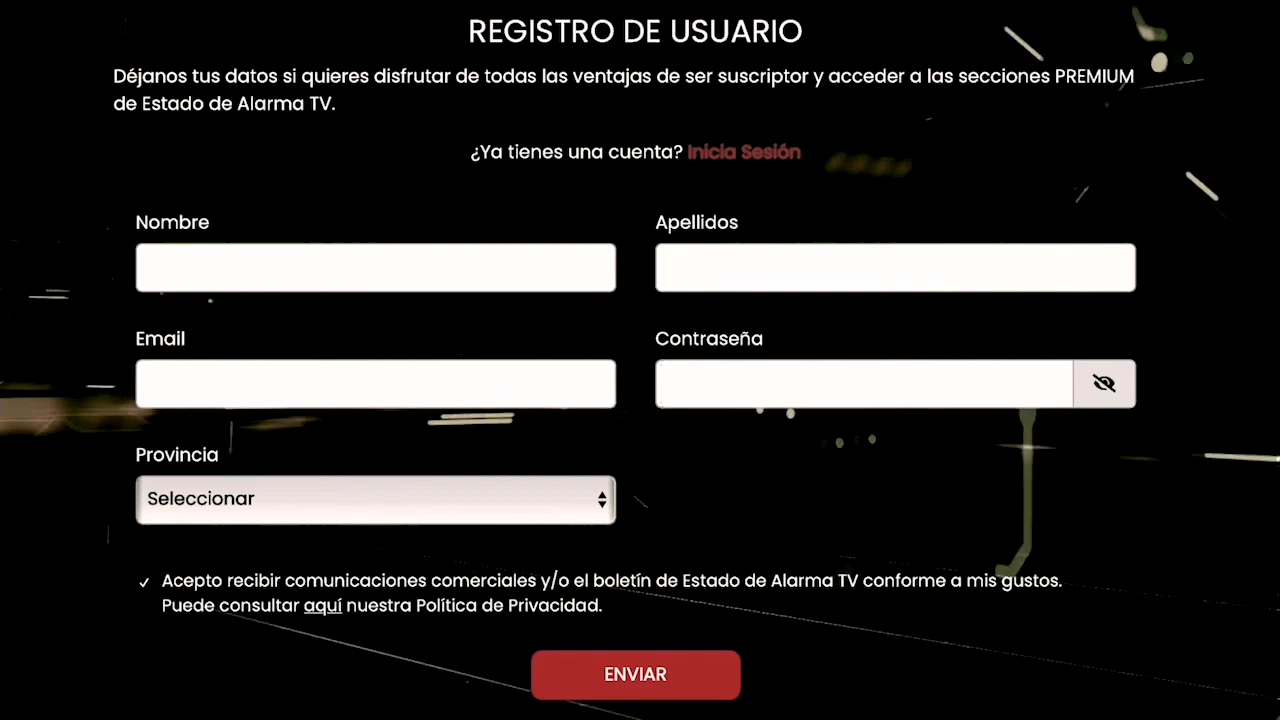 REGISTRO DE USUARIO
Déjanos tus datos si quieres disfrutar de todas las ventajas de ser suscriptor y acceder a las secciones PREMIUM
de Estado de Alarma TV.
¿Ya tienes una cuenta? Inicia Sesión
Nombre
Apellidos
Email
Contraseña
Provincia
Seleccionar
Acepto recibir comunicaciones comerciales y/o el boletín de Estado de Alarma TV conforme a mis gustos.
Puede consultar aquí nuestra Política de Privacidad.
ENVIAR